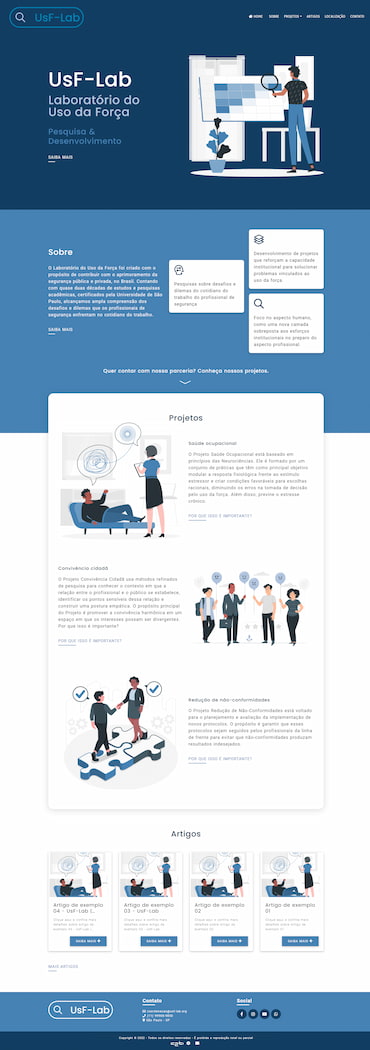 UsF-Lab
HOME SOBRE PROJETOS ARTIGOS LOCALIZAÇÃO CONTATO
UsF-Lab
Laboratório do
Uso da Força
Pesquisa &
Desenvolvimento
SAIBA MAIS
Sobre
O Laboratório do Uso da Força foi criado com o
propósito de contribuir com o aprimoramento da
segurança pública e privada, no Brasil. Contando
com quase duas décadas de estudos e pesquisas
acadêmicas, certificados pela Universidade de São
Paulo, alcançamos ampla compreensão dos
desafios e dilemas que os profissionais de
segurança enfrentam no cotidiano do trabalho.
SAIBA MAIS
Pesquisas sobre desafios e
dilemas do cotidiano do
trabalho do profissional de
segurança
Desenvolvimento de projetos
que reforçam a capacidade
institucional para solucionar
problemas vinculados ao
uso da força
Foco no aspecto humano,
como uma nova camada
sobreposta aos esforços
institucionais no preparo do
aspecto profissional
Quer contar com nossa parceria? Conheça nossos projetos.
Projetos
Saúde ocupacional
O Projeto Saúde Ocupacional está baseado em
princípios das Neurociências. Ele é formado por um
conjunto de práticas que têm como principal objetivo
modular a resposta fisiológica frente ao estímulo
estressor e criar condições favoráveis para escolhas
racionais, diminuindo os erros na tomada de decisão
pelo uso da força. Além disso, previne o estresse
crônico.
POR QUE ISSO É IMPORTANTE?
Convivência cidadã
O Projeto Convivência Cidadã usa métodos refinados
de pesquisa para conhecer o contexto em que a
relação entre o profissional e o público se estabelece,
identificar os pontos sensíveis dessa relação e
construir uma postura empática. O propósito principal
do Projeto é promover a convivência harmônica em um
espaço em que os interesses possam ser divergentes.
Por que isso é importante?
POR QUE ISSO É IMPORTANTE?
Redução de não-conformidades
O Projeto Redução de Não-Conformidades está voltado
para o planejamento e avaliação da implementação de
novos protocolos. O propósito é garantir que esses
protocolos sejam seguidos pelos profissionais da linha
de frente para evitar que não-conformidades produzam
resultados indesejados.
POR QUE ISSO É IMPORTANTE?
Artigos
Artigo de exemplo
04 - UsF-Lab (...
SAIBA MAIS
Artigo de exemplo
03 - UsF-Lab
SAIBA MAIS
Artigo de exemplo
02
SAIBA MAIS
Artigo de exemplo
01
SAIBA MAIS
MAIS ARTIGOS
UsF-Lab
Contato
São Paulo - SP
Social
Copyright © 2022 - Todos os direitos reservados - É proibida a reprodução total ou parcial